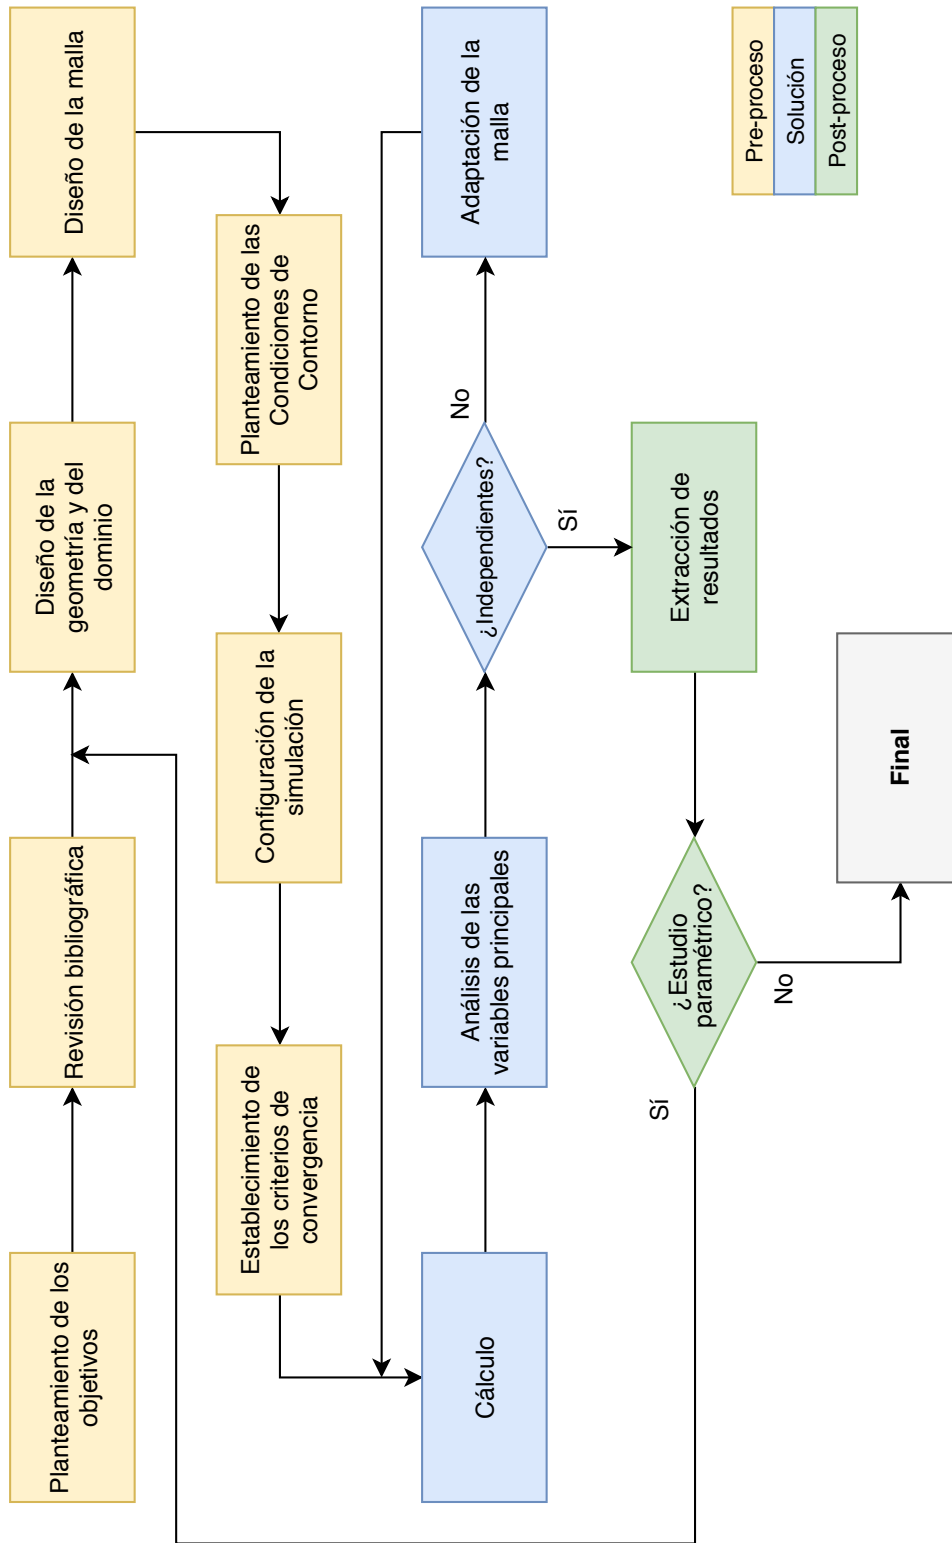 Planteamiento de los
objetivos
Revisión bibliográfica
Diseño de la
geometría y del
dominio
Diseño de la malla
Planteamiento de las
Condiciones de
Contorno
Configuración de la
simulación
Establecimiento de
los criterios de
convergencia
Cálculo
Análisis de las
variables principales
¿Independientes?
No
Adaptación de la
malla
Sí
Extracción de
resultados
¿Estudio
paramétrico?
Sí
No
Final
Pre-proceso
Solución
Post-proceso